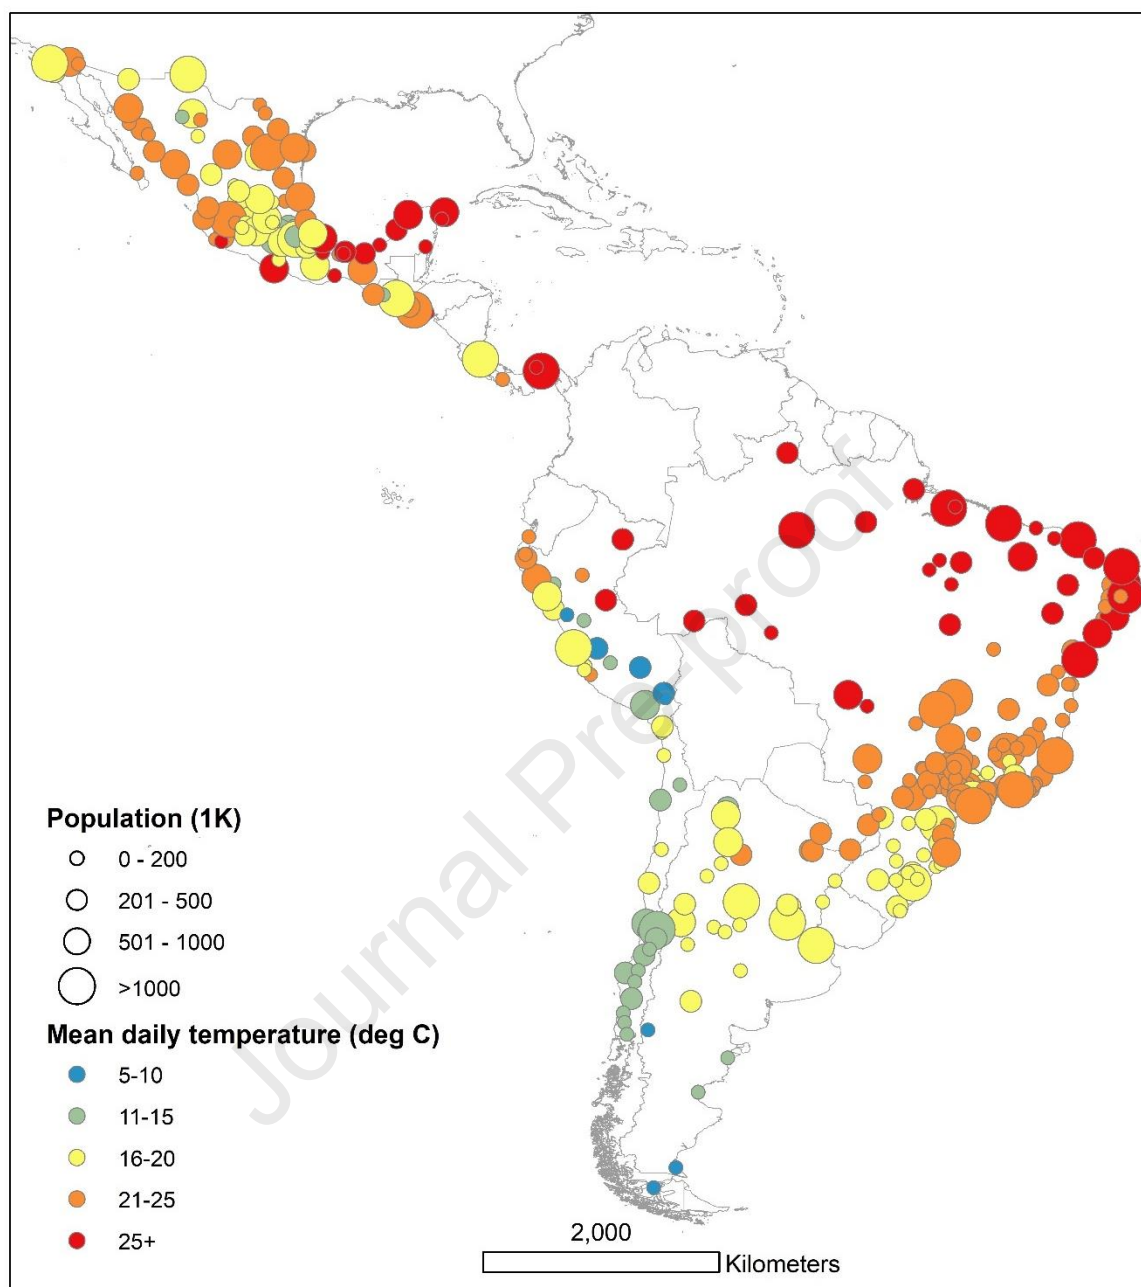 Journal Pre-proof
Population (1K)
0 - 200
201 - 500
501 - 1000
>1000
Mean daily temperature (deg C)
5-10
11-15
16-20
21-25
25+
2,000
Kilometers